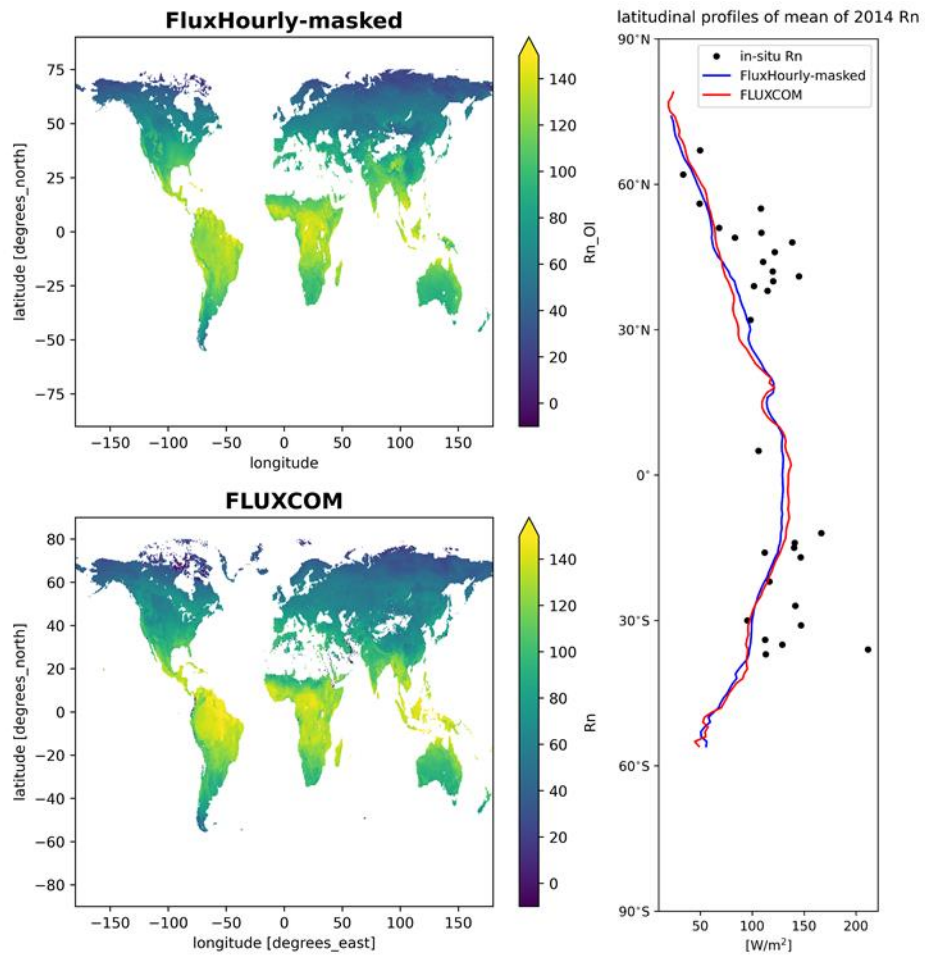 FluxHourly-masked
75
50
25
0
−25
−50
−75
latitude [degrees_north]
−150 −100 −50 0 50 100 150
longitude
140
120
100
80
60
40
20
0
Rn_OI
FLUXCOM
80
60
40
20
0
−20
−40
−60
−80
latitude [degrees_north]
−150 −100 −50 0 50 100 150
longitude [degrees_east]
140
120
100
80
60
40
20
0
Rn
latitudinal profiles of mean of 2014 Rn
in-situ Rn
FluxHourly-masked
FLUXCOM
90°N
60°N
30°N
0°
30°S
60°S
90°S
50 100 150 200
[W/m²]